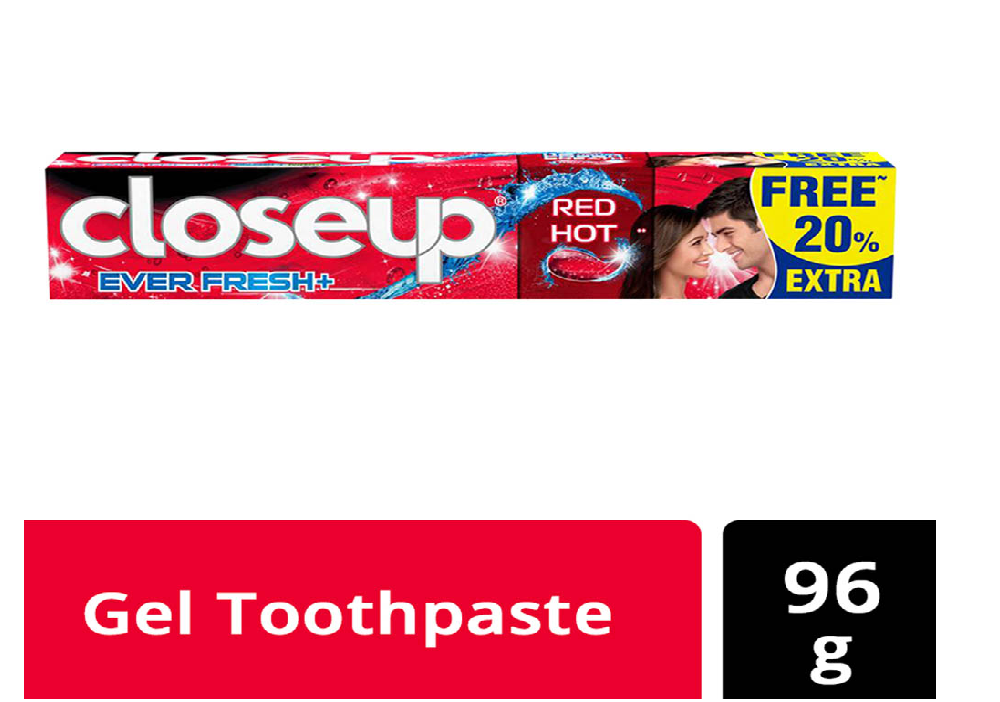 closeup®
EVER FRESH+
RED
HOT
FREE~
20%
EXTRA
Gel Toothpaste
96
g